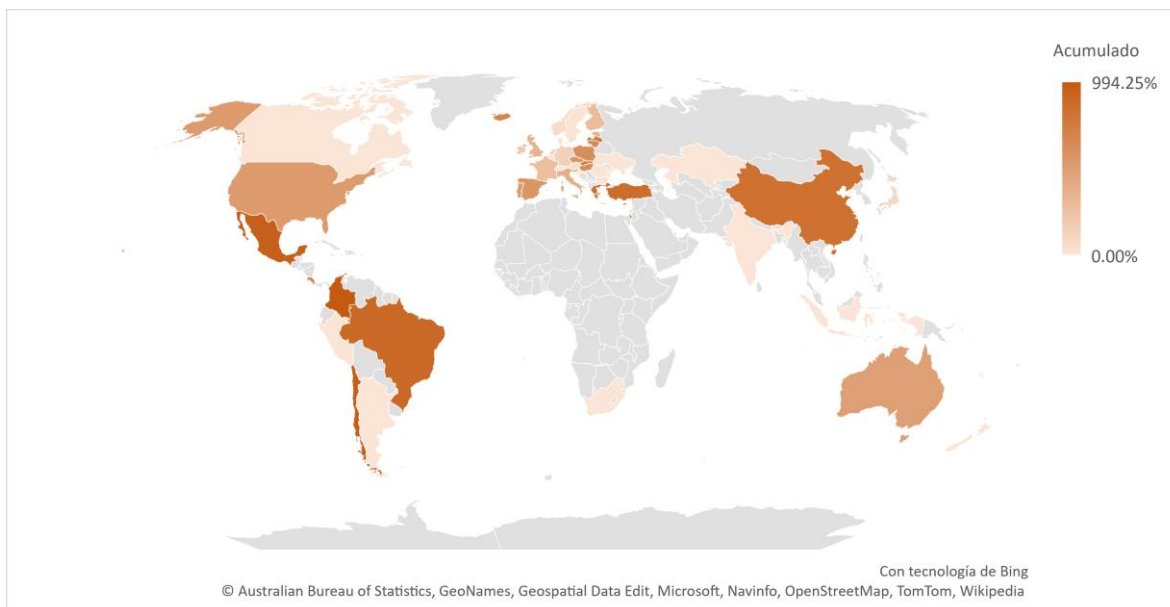 Acumulado
994.25%
0.00%
Con tecnología de Bing
© Australian Bureau of Statistics, GeoNames, Geospatial Data Edit, Microsoft, Navinfo, OpenStreetMap, TomTom, Wikipedia